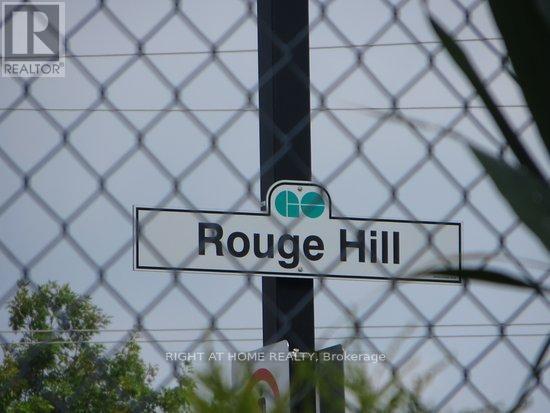 REALTOR®
GO
Rouge Hill
RIGHT AT HOME REALTY, Brokerage